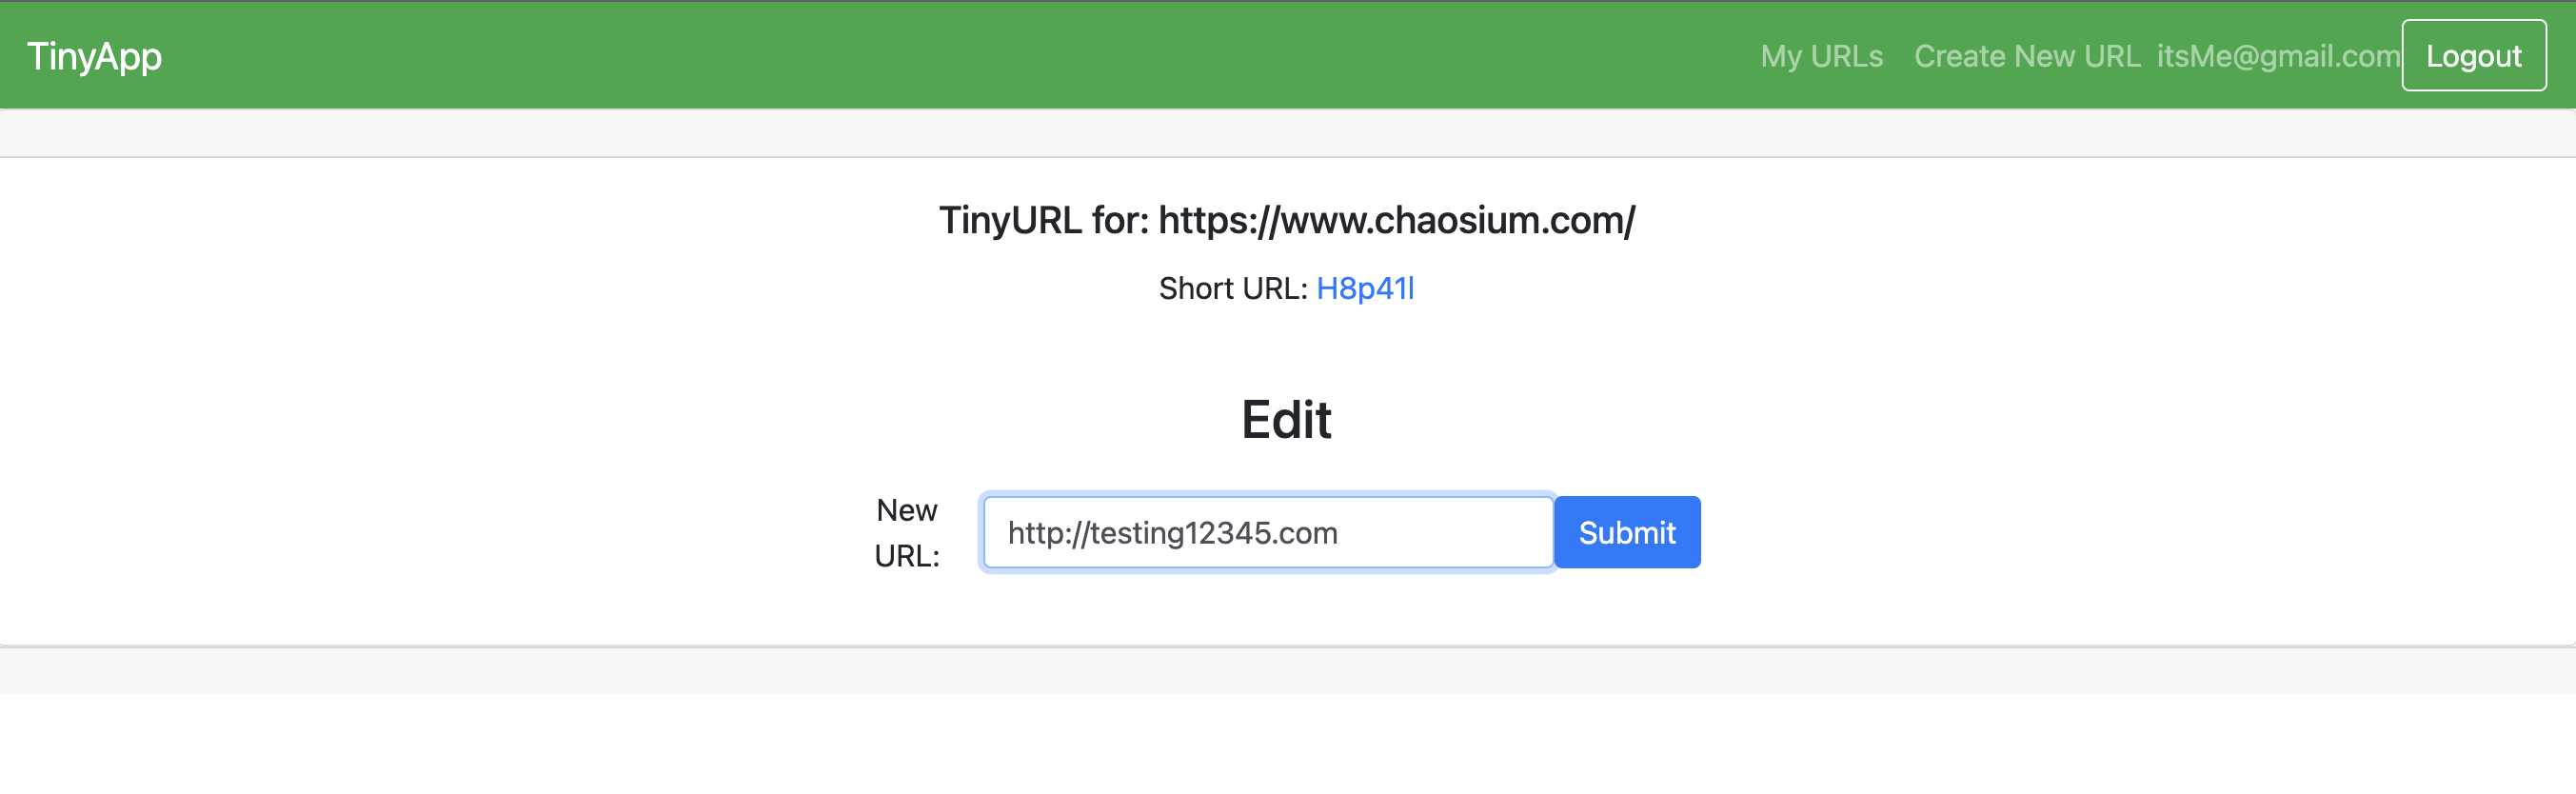 TinyApp My URLs Create New URL itsMe@gmail.com Logout
TinyURL for: https://www.chaosium.com/
Short URL: H8p41l
Edit
New
URL:
http://testing12345.com Submit